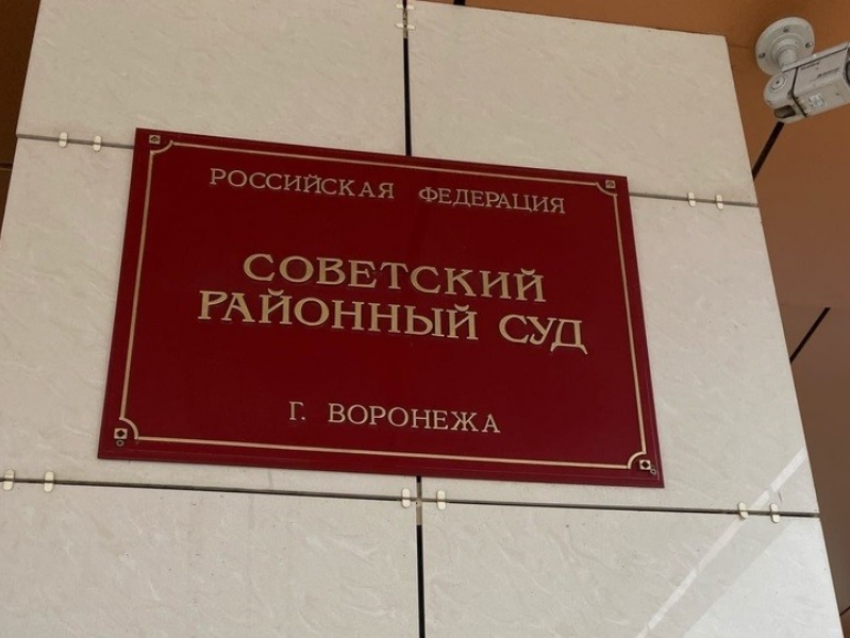 РОССИЙСКАЯ ФЕДЕРАЦИЯ
СОВЕТСКИЙ
РАЙОННЫЙ СУД
Г. ВОРОНЕЖА